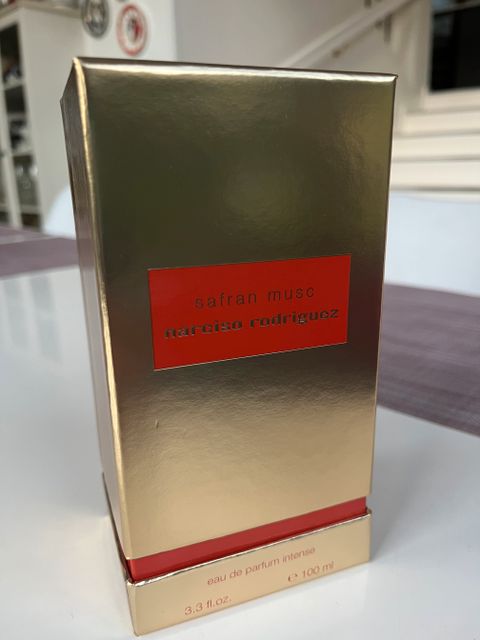 safran musc
narciso rodriguez
eau de parfum intense
3.3 fl.oz. ℮ 100 ml